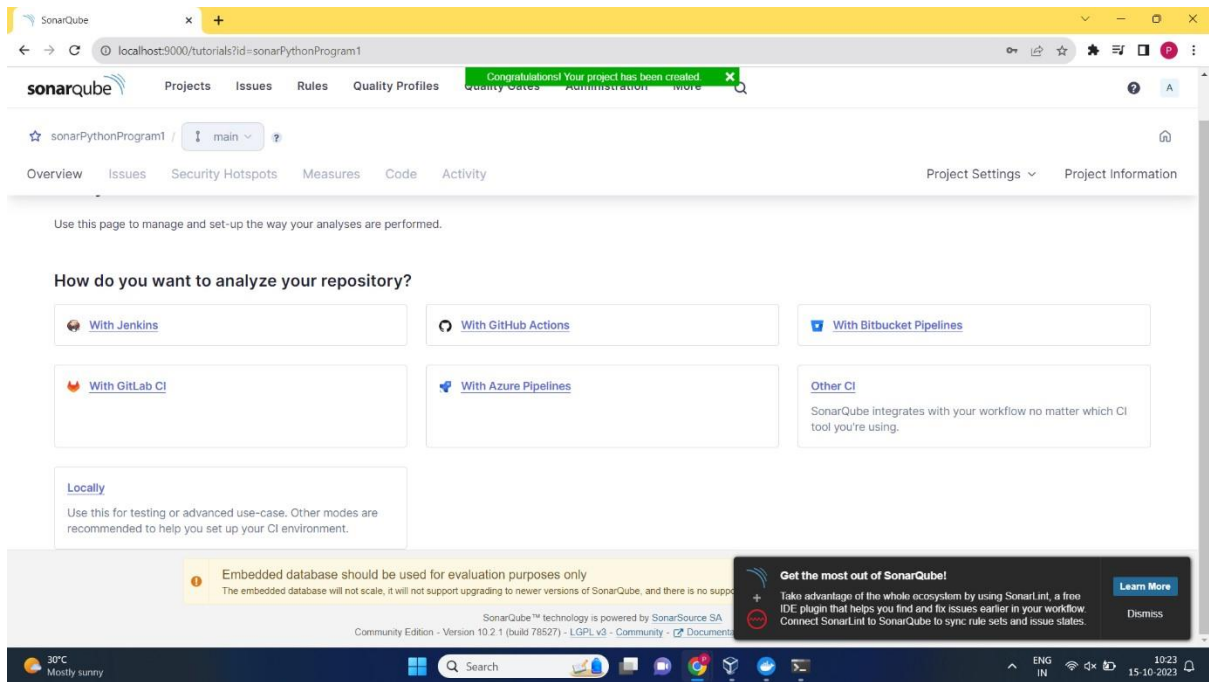 SonarQube
localhost:9000/tutorials?id=sonarPythonProgram1
P
sonarqube Projects Issues Rules Quality Profiles Quality Gates Administration More
Congratulations! Your project has been created. X
A
sonarPythonProgram1 / main ?
Overview Issues Security Hotspots Measures Code Activity Project Settings Project Information
Use this page to manage and set-up the way your analyses are performed.
How do you want to analyze your repository?
With Jenkins
With GitHub Actions
With Bitbucket Pipelines
With GitLab CI
With Azure Pipelines
Other CI
SonarQube integrates with your workflow no matter which CI
tool you're using.
Locally
Use this for testing or advanced use-case. Other modes are
recommended to help you set up your CI environment.
Embedded database should be used for evaluation purposes only
The embedded database will not scale, it will not support upgrading to newer versions of SonarQube, and there is no suppo
SonarQube™ technology is powered by SonarSource SA
Community Edition - Version 10.2.1 (build 78527) - LGPL v3 - Community - Documenta
Get the most out of SonarQube!
Take advantage of the whole ecosystem by using SonarLint, a free
IDE plugin that helps you find and fix issues earlier in your workflow.
Connect SonarLint to SonarQube to sync rule sets and issue states.
Learn More
Dismiss
30°C
Mostly sunny
Search
ENG
IN
10:23
15-10-2023